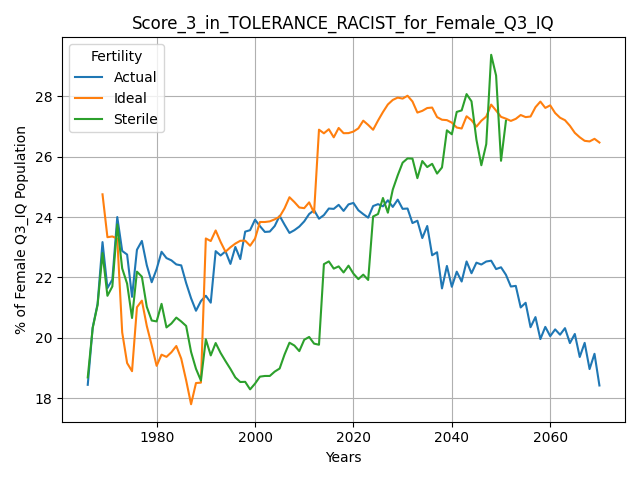 Score_3_in_TOLERANCE_RACIST_for_Female_Q3_IQ
Fertility
Actual
Ideal
Sterile
% of Female Q3_IQ Population
28
26
24
22
20
18
1980
2000
2020
2040
2060
Years